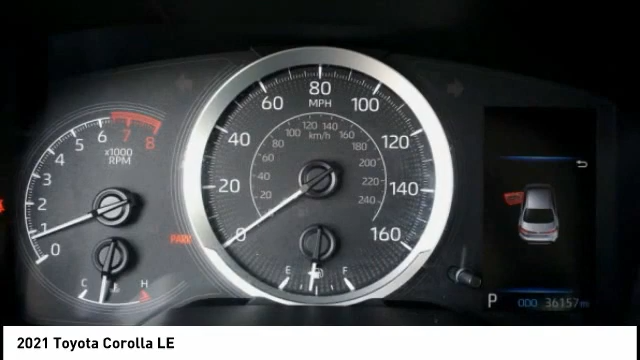 80
60 MPH 100
40 120
20 140
0 160
120 140
100 160
km/h
80 180
60 200
40 220
20 240
6 7 8
5
4
3
2
1
0
x1000
RPM
PARK
C H
E F
P ODO 36157
2021 Toyota Corolla LE